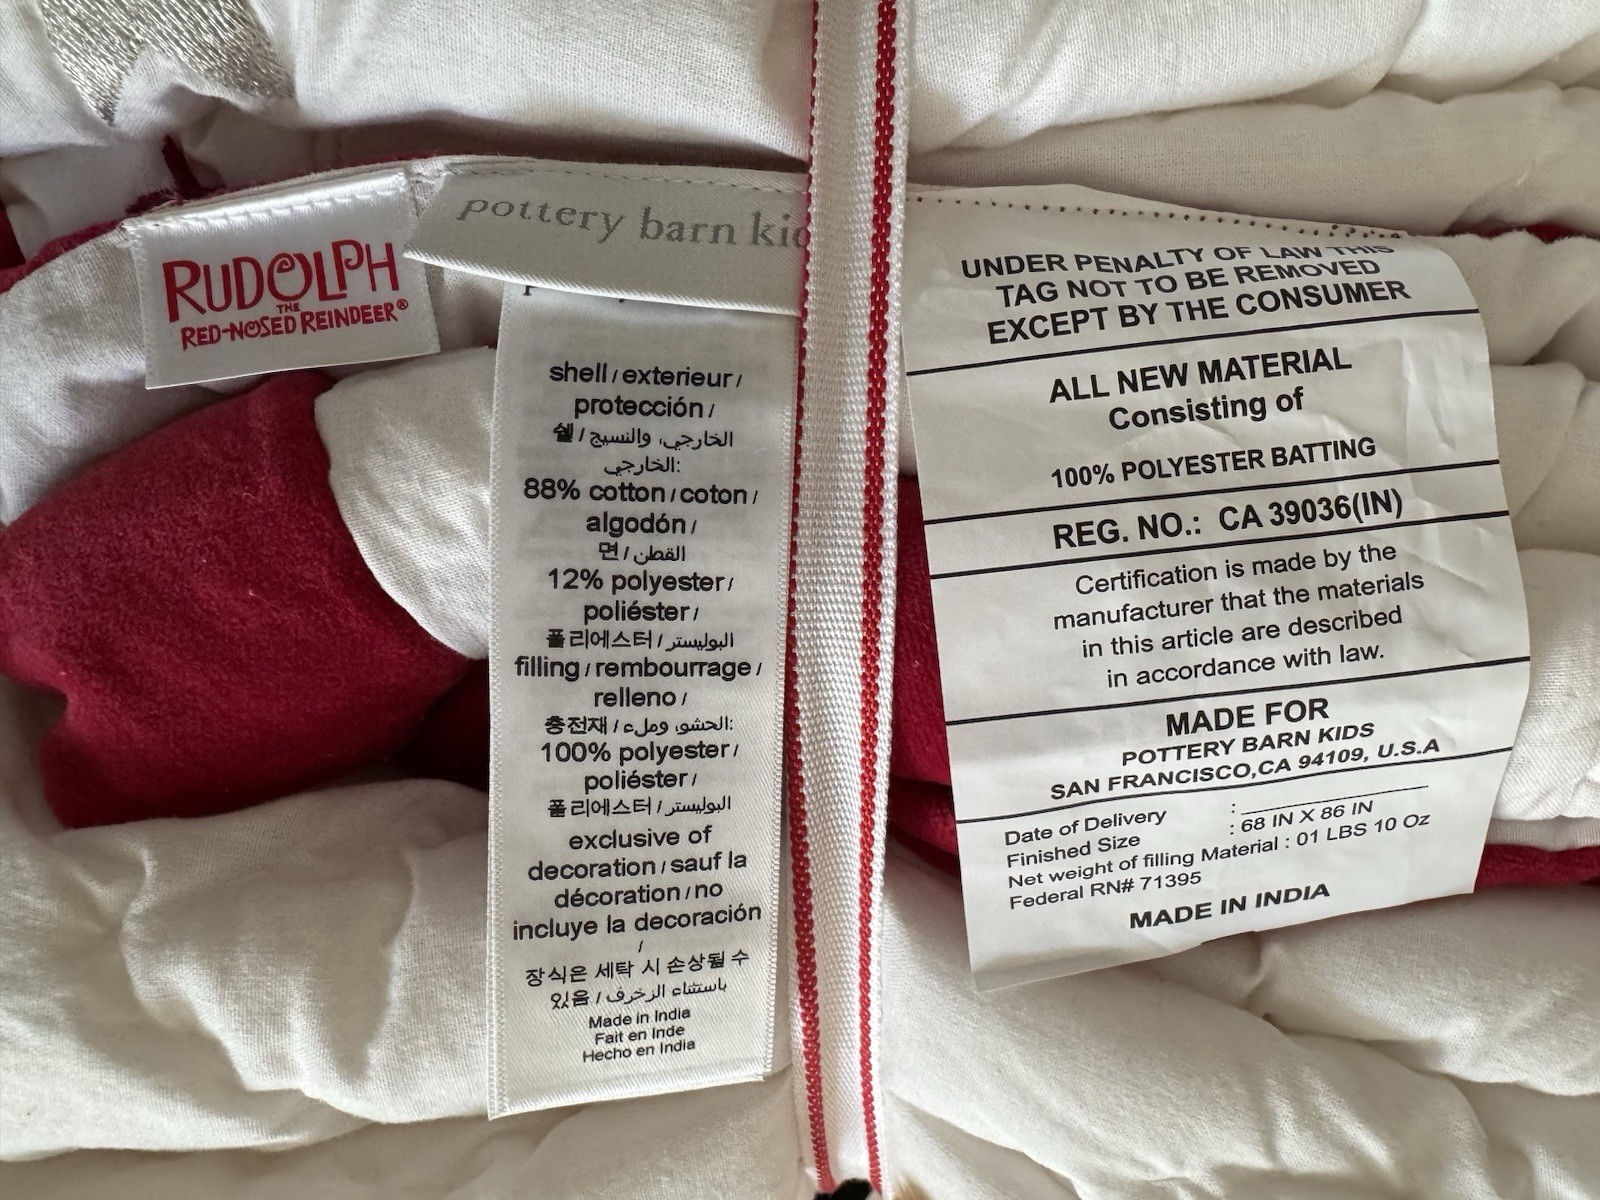 RUDOLPH
THE
RED-NOSED REINDEER®
pottery barn
shell / exterieur /
protección /
쉘 / الخارجي، والنسيج
الخارجي:
88% cotton / coton /
algodón /
면 / القطن
12% polyester /
poliéster /
폴리에스터 / البوليستر
filling / rembourrage /
relleno /
충전재 / الحشو، وملء:
100% polyester /
poliéster /
폴리에스터 / البوليستر
exclusive of
decoration / sauf la
décoration / no
incluye la decoración
/
장식은 세탁 시 손상될 수
있음 / باستثناء الزخرف
Made in India
Fait en Inde
Hecho en India
UNDER PENALTY OF LAW THIS
TAG NOT TO BE REMOVED
EXCEPT BY THE CONSUMER
ALL NEW MATERIAL
Consisting of
100% POLYESTER BATTING
REG. NO.: CA 39036(IN)
Certification is made by the
manufacturer that the materials
in this article are described
in accordance with law.
MADE FOR
POTTERY BARN KIDS
SAN FRANCISCO,CA 94109, U.S.A
Date of Delivery :
Finished Size : 68 IN X 86 IN
Net weight of filling Material : 01 LBS 10 Oz
Federal RN# 71395
MADE IN INDIA